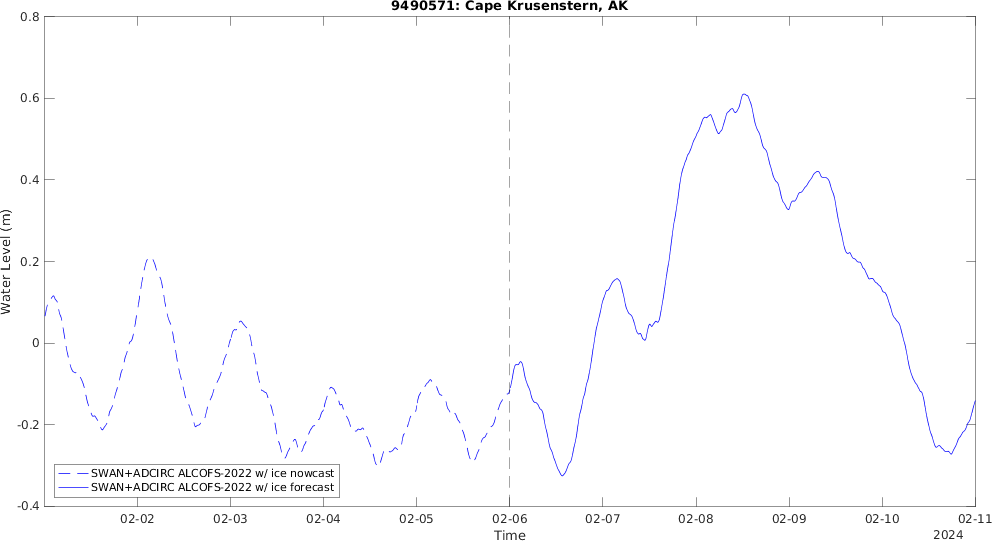 9490571: Cape Krusenstern, AK
Water Level (m)
0.8
0.6
0.4
0.2
0
-0.2
-0.4
SWAN+ADCIRC ALCOFS-2022 w/ ice nowcast
SWAN+ADCIRC ALCOFS-2022 w/ ice forecast
02-02 02-03 02-04 02-05 02-06 02-07 02-08 02-09 02-10 02-11
Time
2024